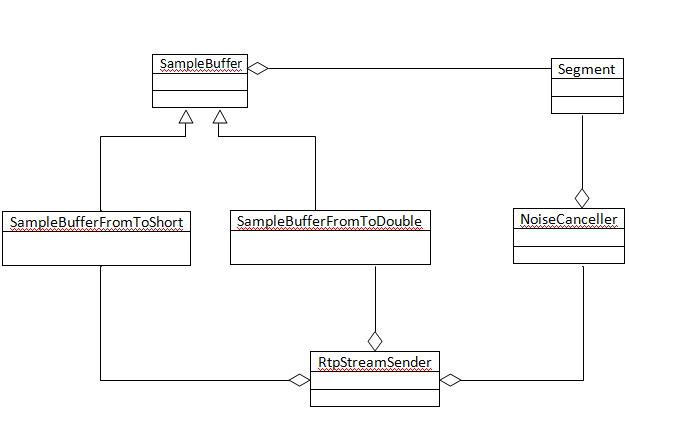 SampleBuffer
Segment
SampleBufferFromToShort
SampleBufferFromToDouble
NoiseCanceller
RtpStreamSender